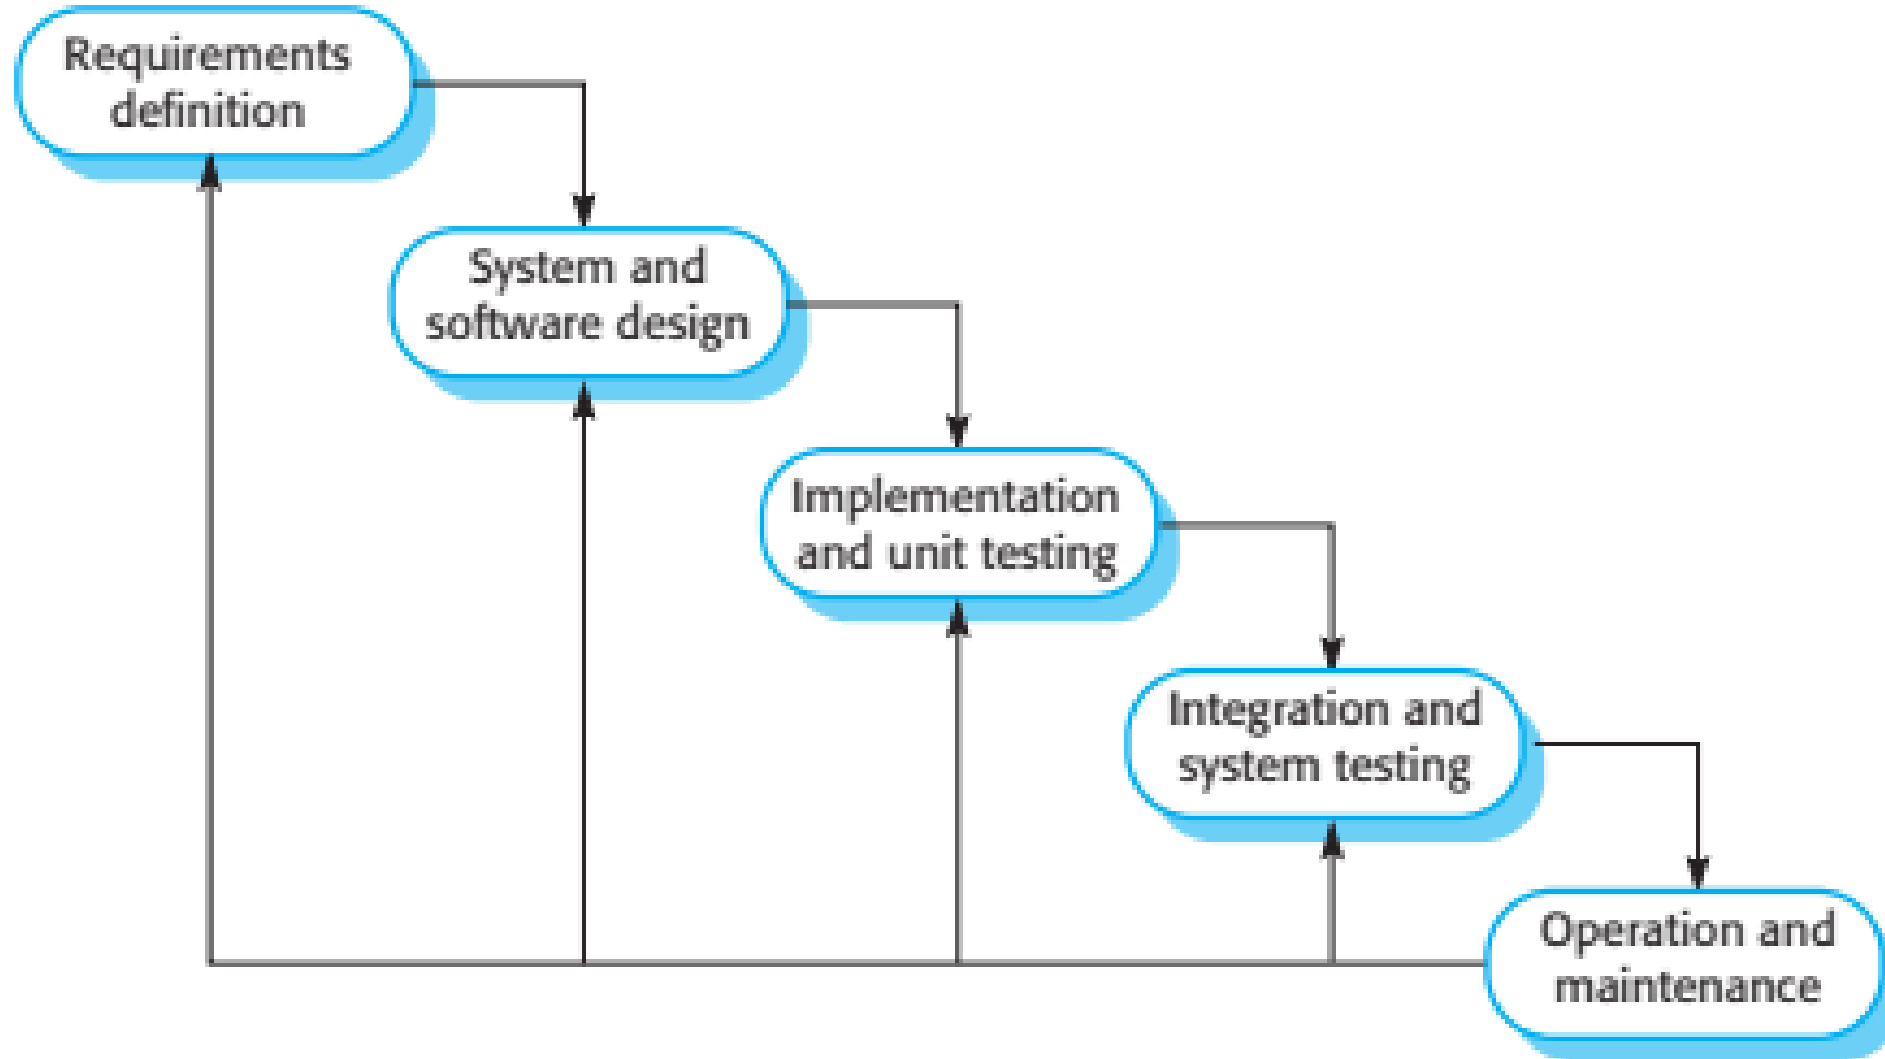 Requirements
definition
System and
software design
Implementation
and unit testing
Integration and
system testing
Operation and
maintenance